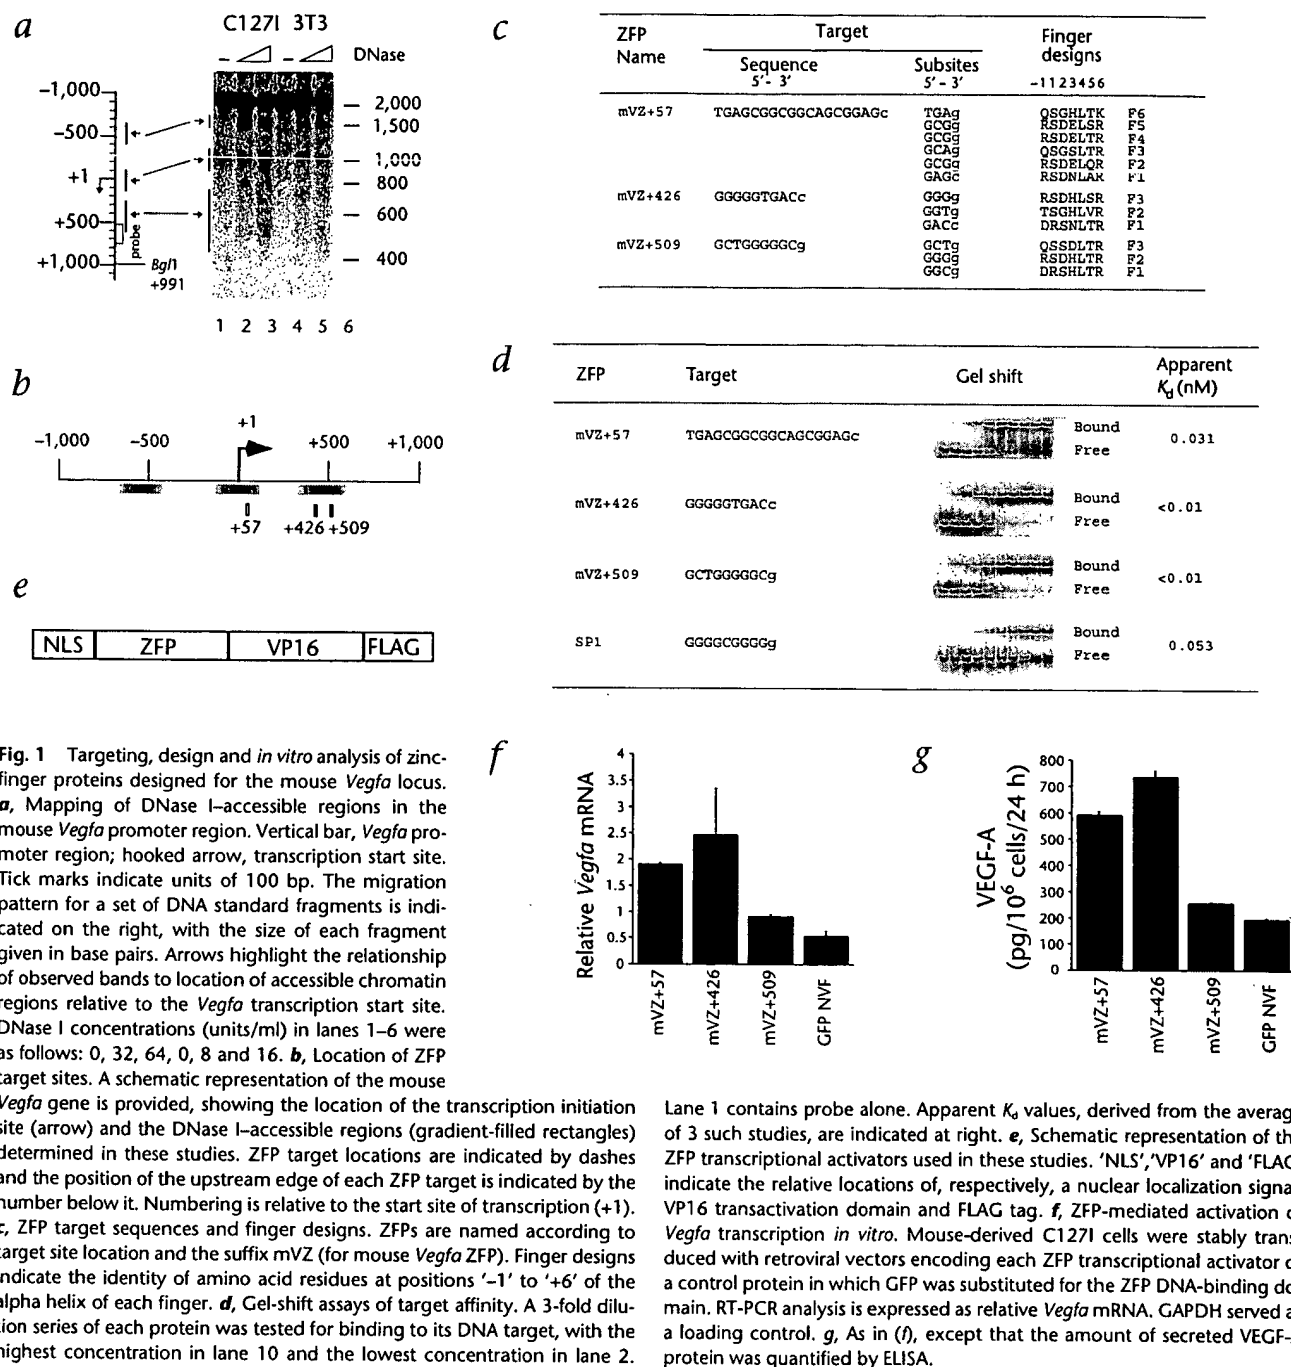 a
C127I 3T3
– – DNase
–1,000
–500
+1
+500
+1,000
probe
BglI
+991
2,000
1,500
1,000
800
600
400
1 2 3 4 5 6
b
+1
–1,000 –500 +500 +1,000
+57 +426 +509
e
NLS ZFP VP16 FLAG
c
ZFP Name Target Finger designs
Sequence 5'- 3' Subsites 5'- 3' -1123456
mVZ+57 TGAGCGGCGGCAGCGGAGc TGAg QSGHLTK F6
GCGg RSDELSR F5
GCGg RSDELTR F4
GCAg QSGSLTR F3
GCGg RSDELQR F2
GAGc RSDNLAR F1
mVZ+426 GGGGGTGACc GGGg RSDHLSR F3
GGTg TSGHLVR F2
GACc DRSNLTR F1
mVZ+509 GCTGGGGGCg GCTg QSSDLTR F3
GGGg RSDHLTR F2
GGCg DRSHLTR F1
d
ZFP Target Gel shift Apparent Kd (nM)
mVZ+57 TGAGCGGCGGCAGCGGAGc Bound Free 0.031
mVZ+426 GGGGGTGACc Bound Free <0.01
mVZ+509 GCTGGGGGCg Bound Free <0.01
SP1 GGGGCGGGGg Bound Free 0.053
Fig. 1 Targeting, design and in vitro analysis of zinc-
finger proteins designed for the mouse Vegfa locus.
a, Mapping of DNase I–accessible regions in the
mouse Vegfa promoter region. Vertical bar, Vegfa pro-
moter region; hooked arrow, transcription start site.
Tick marks indicate units of 100 bp. The migration
pattern for a set of DNA standard fragments is indi-
cated on the right, with the size of each fragment
given in base pairs. Arrows highlight the relationship
of observed bands to location of accessible chromatin
regions relative to the Vegfa transcription start site.
DNase I concentrations (units/ml) in lanes 1–6 were
as follows: 0, 32, 64, 0, 8 and 16. b, Location of ZFP
target sites. A schematic representation of the mouse
Vegfa gene is provided, showing the location of the transcription initiation
site (arrow) and the DNase I–accessible regions (gradient-filled rectangles)
determined in these studies. ZFP target locations are indicated by dashes
and the position of the upstream edge of each ZFP target is indicated by the
number below it. Numbering is relative to the start site of transcription (+1).
c, ZFP target sequences and finger designs. ZFPs are named according to
target site location and the suffix mVZ (for mouse Vegfa ZFP). Finger designs
indicate the identity of amino acid residues at positions '–1' to '+6' of the
alpha helix of each finger. d, Gel-shift assays of target affinity. A 3-fold dilu-
tion series of each protein was tested for binding to its DNA target, with the
highest concentration in lane 10 and the lowest concentration in lane 2.
f
Relative Vegfa mRNA
4
3.5
3
2.5
2
1.5
1
0.5
0
mVZ+57
mVZ+426
mVZ+509
GFP NVF
g
VEGF-A
(pg/10⁶ cells/24 h)
800
700
600
500
400
300
200
100
0
mVZ+57
mVZ+426
mVZ+509
GFP NVF
Lane 1 contains probe alone. Apparent Kd values, derived from the averag
of 3 such studies, are indicated at right. e, Schematic representation of th
ZFP transcriptional activators used in these studies. 'NLS','VP16' and 'FLAG
indicate the relative locations of, respectively, a nuclear localization signa
VP16 transactivation domain and FLAG tag. f, ZFP-mediated activation o
Vegfa transcription in vitro. Mouse-derived C127I cells were stably trans
duced with retroviral vectors encoding each ZFP transcriptional activator o
a control protein in which GFP was substituted for the ZFP DNA-binding do
main. RT-PCR analysis is expressed as relative Vegfa mRNA. GAPDH served a
a loading control. g, As in (f), except that the amount of secreted VEGF–
protein was quantified by ELISA.